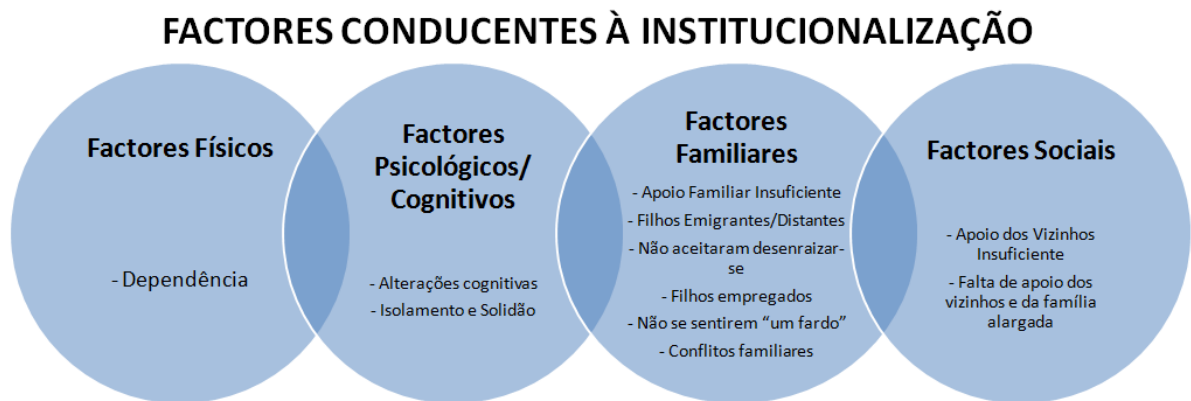 FACTORES CONDUCENTES À INSTITUCIONALIZAÇÃO
Factores Físicos
- Dependência
Factores
Psicológicos/
Cognitivos
- Alterações cognitivas
- Isolamento e Solidão
Factores
Familiares
- Apoio Familiar Insuficiente
- Filhos Emigrantes/Distantes
- Não aceitaram desenraizar-
se
- Filhos empregados
- Não se sentirem “um fardo”
- Conflitos familiares
Factores Sociais
- Apoio dos Vizinhos
Insuficiente
- Falta de apoio dos
vizinhos e da família
alargada